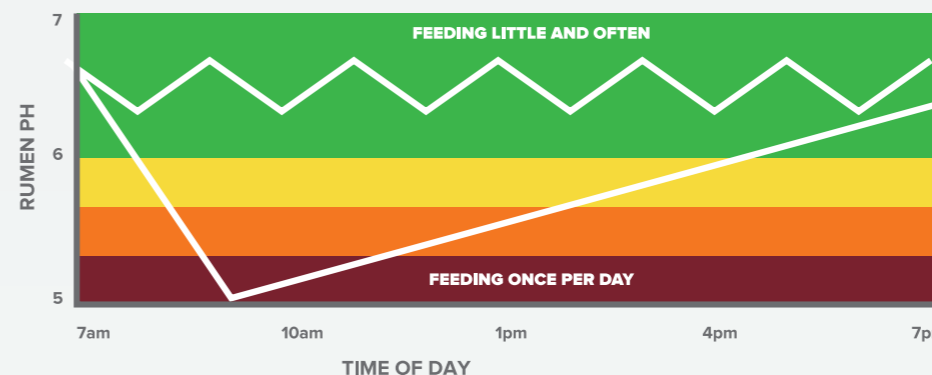 7
FEEDING LITTLE AND OFTEN
RUMEN PH
6
FEEDING ONCE PER DAY
5
7am 10am 1pm 4pm 7p
TIME OF DAY